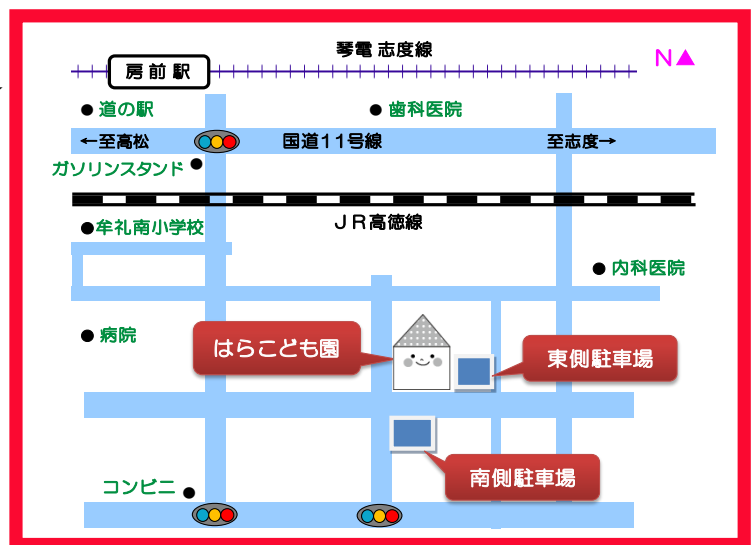 琴電 志度線
房前駅
N▲
●道の駅
●歯科医院
←至高松
国道11号線
至志度→
ガソリンスタンド●
JR高徳線
●牟礼南小学校
●内科医院
●病院
はらこども園
東側駐車場
南側駐車場
コンビニ●